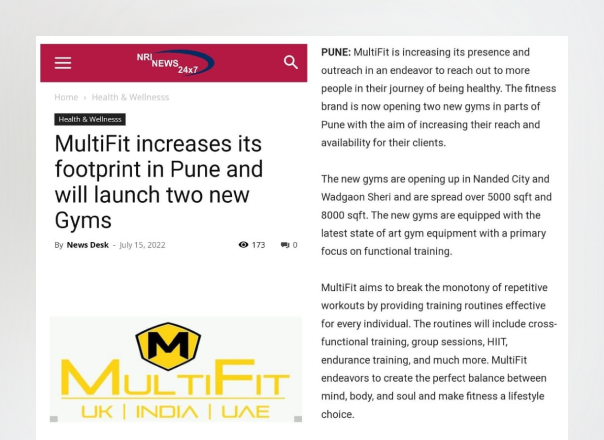 NRI NEWS 24x7
Home › Health & Wellnesss
Health & Wellnesss
MultiFit increases its
footprint in Pune and
will launch two new
Gyms
By News Desk - July 15, 2022 173 0
M
MULTIFIT
UK | INDIA | UAE
PUNE: MultiFit is increasing its presence and
outreach in an endeavor to reach out to more
people in their journey of being healthy. The fitness
brand is now opening two new gyms in parts of
Pune with the aim of increasing their reach and
availability for their clients.
The new gyms are opening up in Nanded City and
Wadgaon Sheri and are spread over 5000 sqft and
8000 sqft. The new gyms are equipped with the
latest state of art gym equipment with a primary
focus on functional training.
MultiFit aims to break the monotony of repetitive
workouts by providing training routines effective
for every individual. The routines will include cross-
functional training, group sessions, HIIT,
endurance training, and much more. MultiFit
endeavors to create the perfect balance between
mind, body, and soul and make fitness a lifestyle
choice.